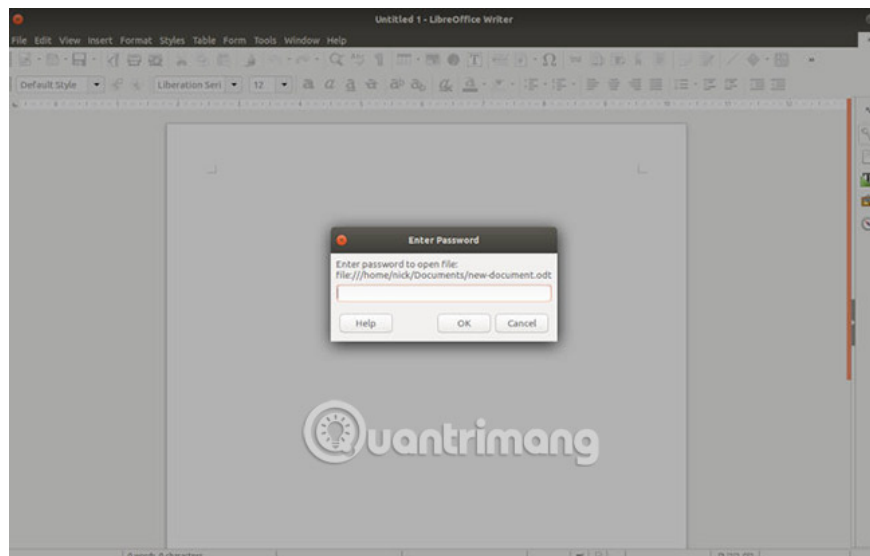 Untitled 1 - LibreOffice Writer
File Edit View Insert Format Styles Table Form Tools Window Help
Default Style Liberation Seri 12
Enter Password
Enter password to open file:
file:///home/nick/Documents/new-document.odt
Help OK Cancel
Quantrimang